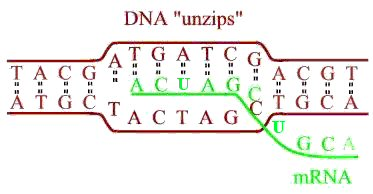 DNA "unzips"
T A C G A T G A T C G A C G T
A C U A G C
A T G C T A C T A G C T G C A
U G C A
mRNA